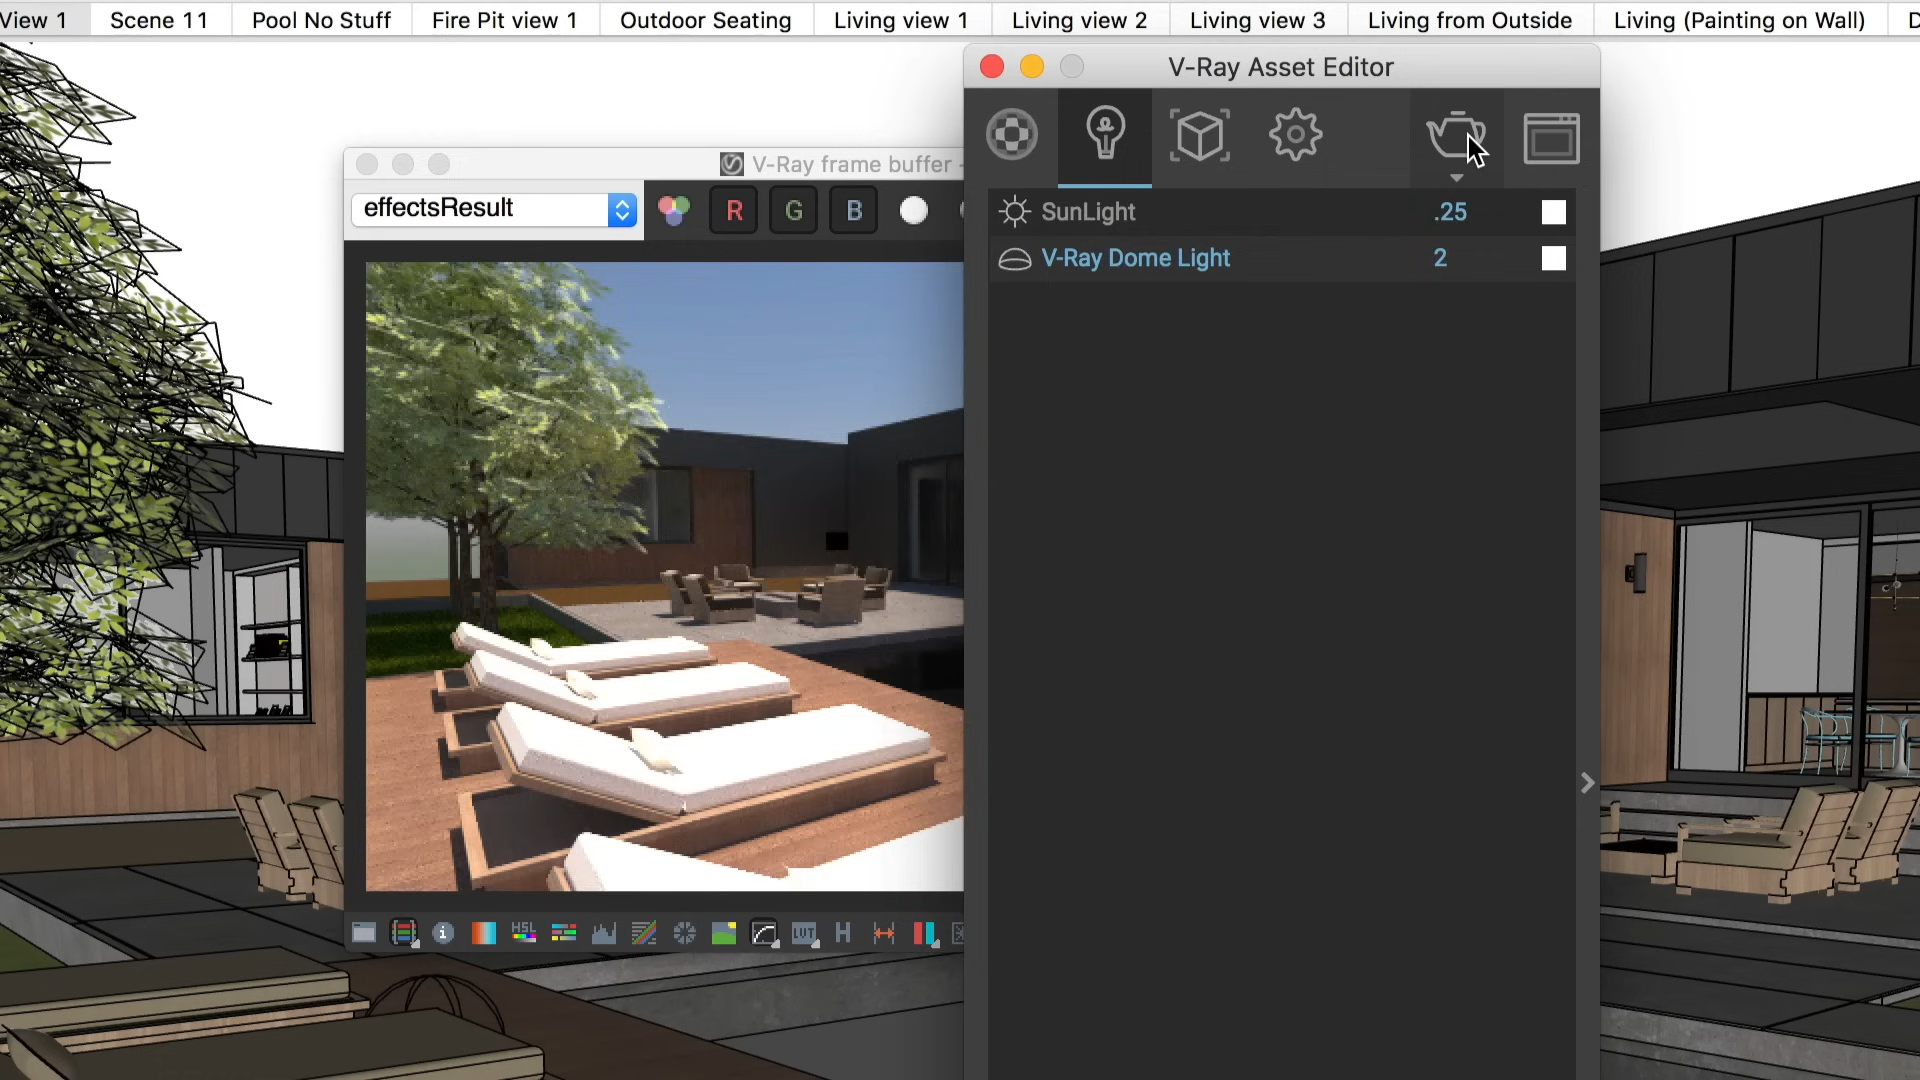 View 1 Scene 11 Pool No Stuff Fire Pit view 1 Outdoor Seating Living view 1 Living view 2 Living view 3 Living from Outside Living (Painting on Wall)
V-Ray Asset Editor
V-Ray frame buffer -
effectsResult
R G B
SunLight .25
V-Ray Dome Light 2
HSL LUT H